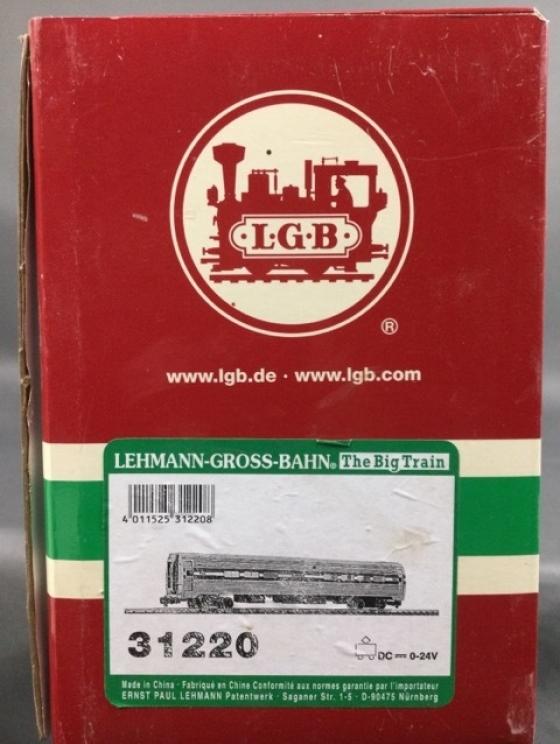 L·G·B
®
www.lgb.de · www.lgb.com
LEHMANN-GROSS-BAHN® The Big Train
4 011525 312208
31220
DC ⎓ 0-24V
Made in China · Fabriqué en Chine Conformité aux normes garantie par l'importateur
ERNST PAUL LEHMANN Patentwerk · Saganer Str. 1-5 · D-90475 Nürnberg